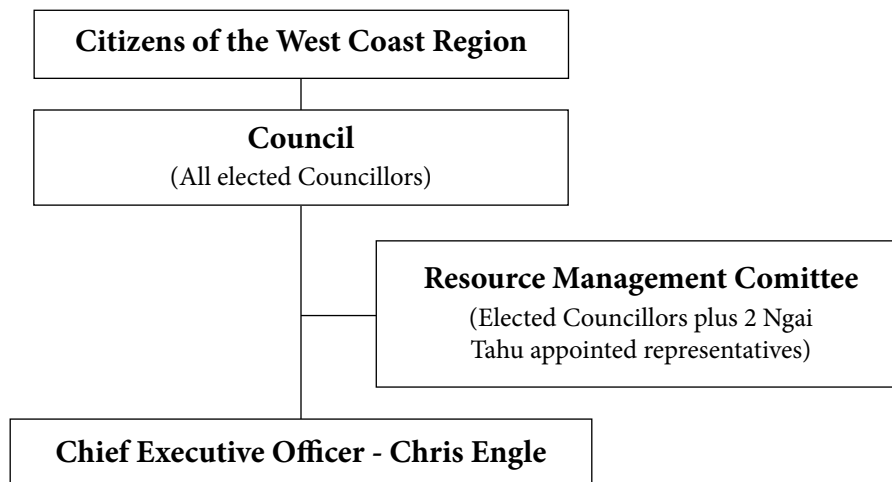 Citizens of the West Coast Region
Council
(All elected Councillors)
Resource Management Comittee
(Elected Councillors plus 2 Ngai
Tahu appointed representatives)
Chief Executive Officer - Chris Engle